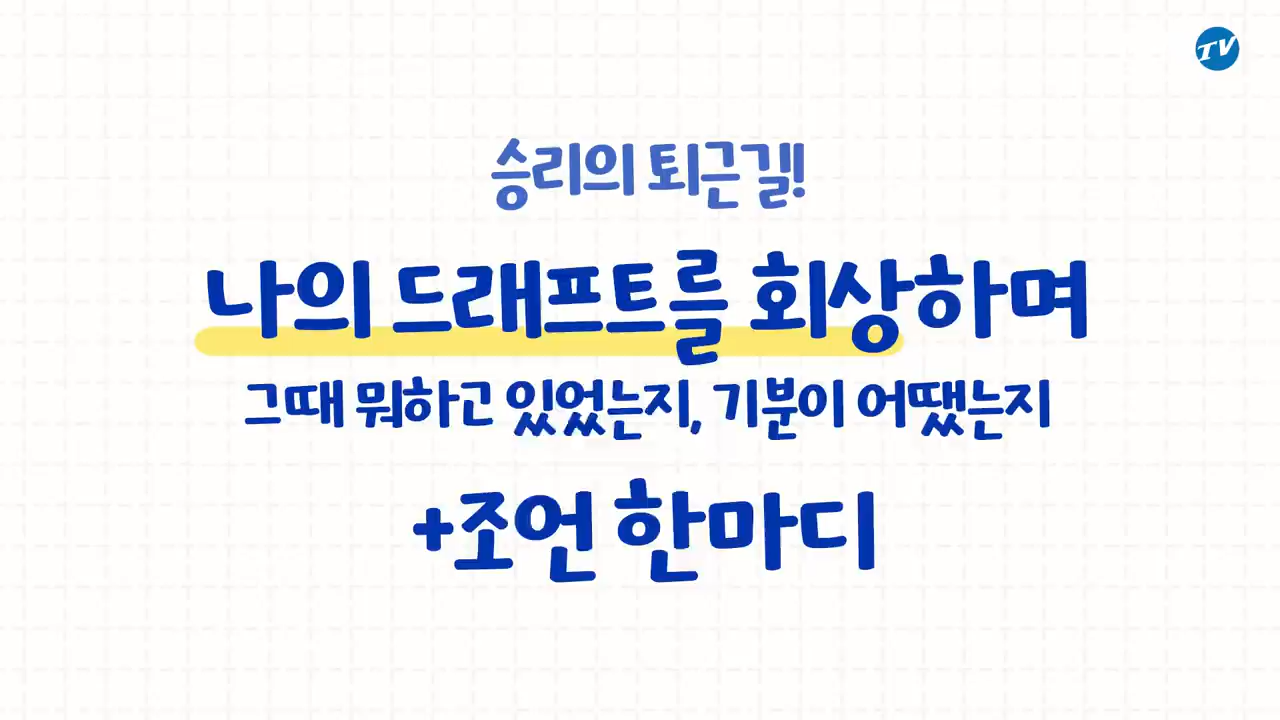 TV
승리의 퇴근길!
나의 드래프트를 회상하며
그때 뭐하고 있었는지, 기분이 어땠는지
+조언 한마디